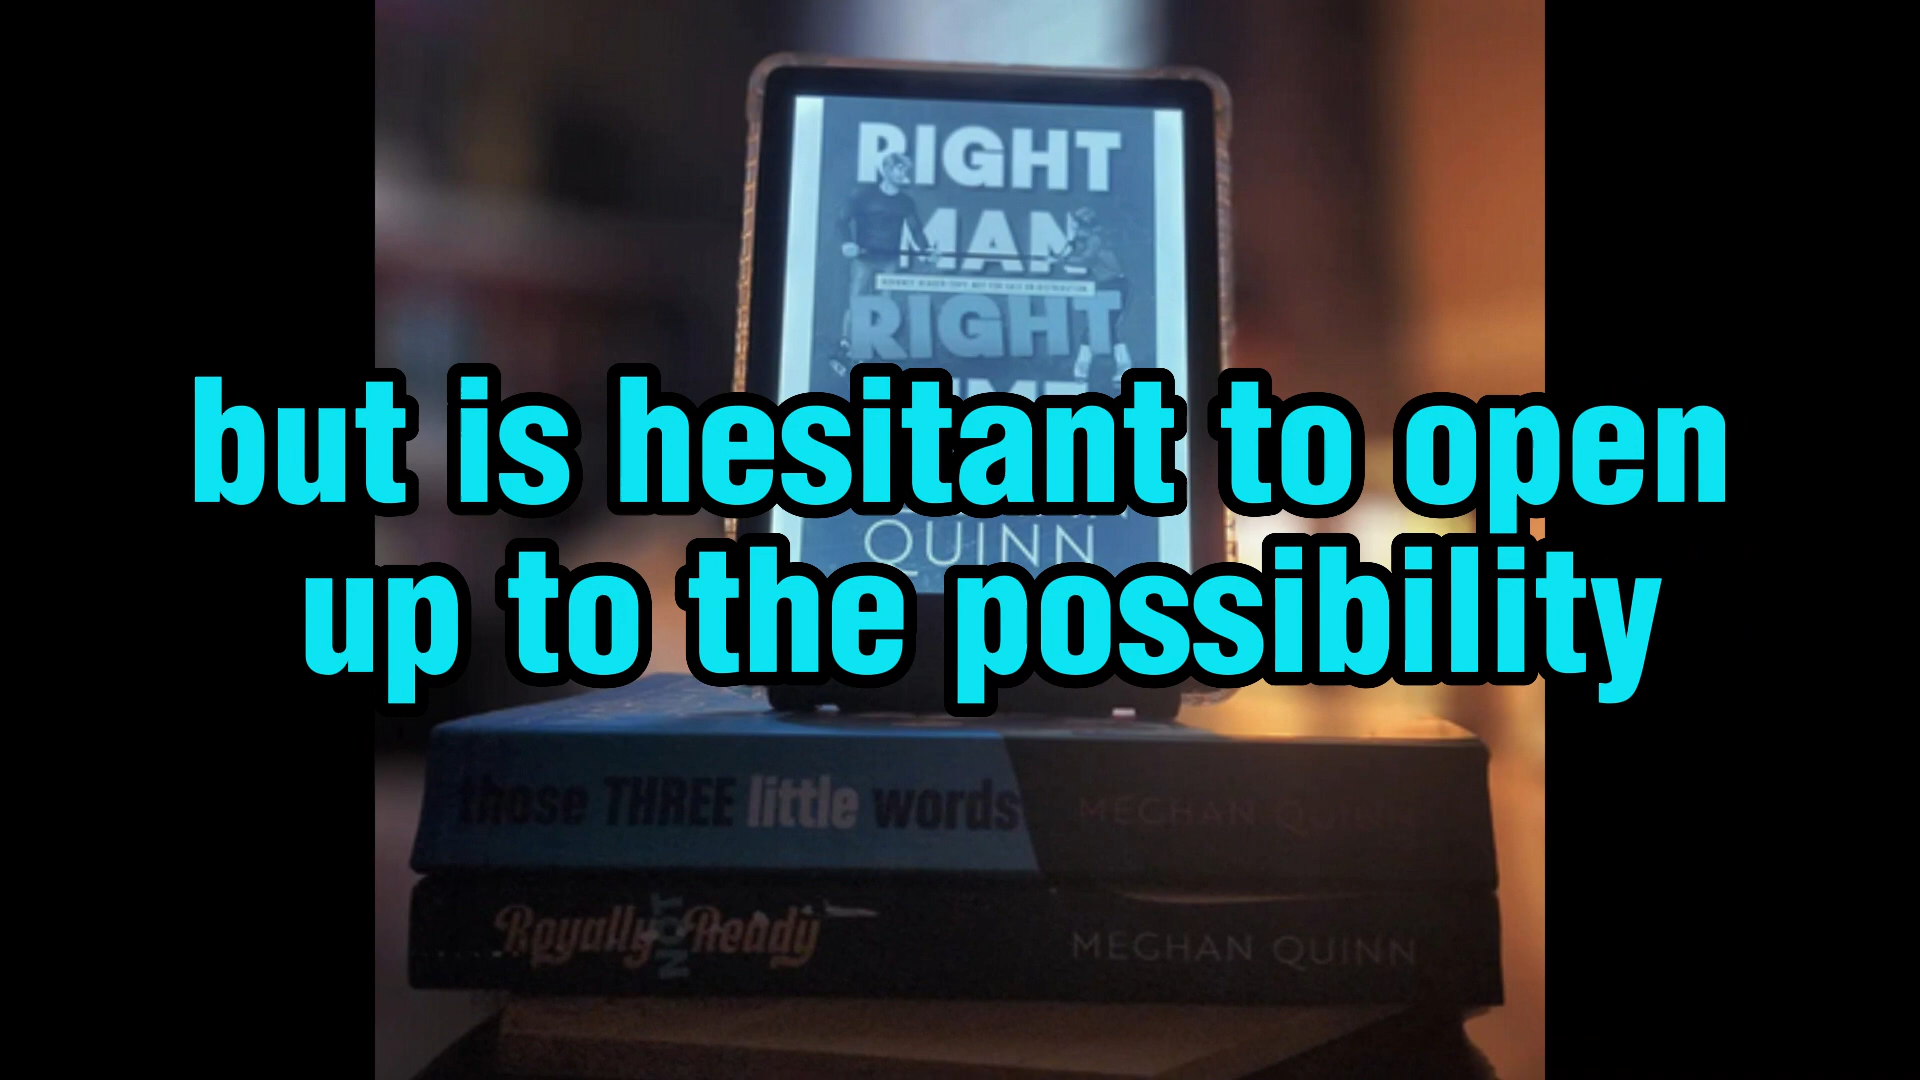 RIGHT
MAN
RIGHT
but is hesitant to open
QUINN
up to the possibility
those THREE little words MEGHAN QUINN
Royally NOT Ready MEGHAN QUINN